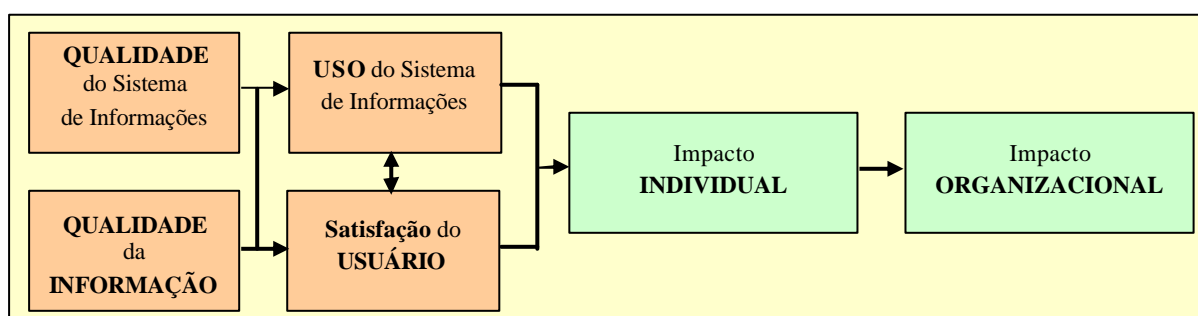 QUALIDADE
do Sistema
de Informações
USO do Sistema
de Informações
Impacto
INDIVIDUAL
Impacto
ORGANIZACIONAL
QUALIDADE
da
INFORMAÇÃO
Satisfação do
USUÁRIO